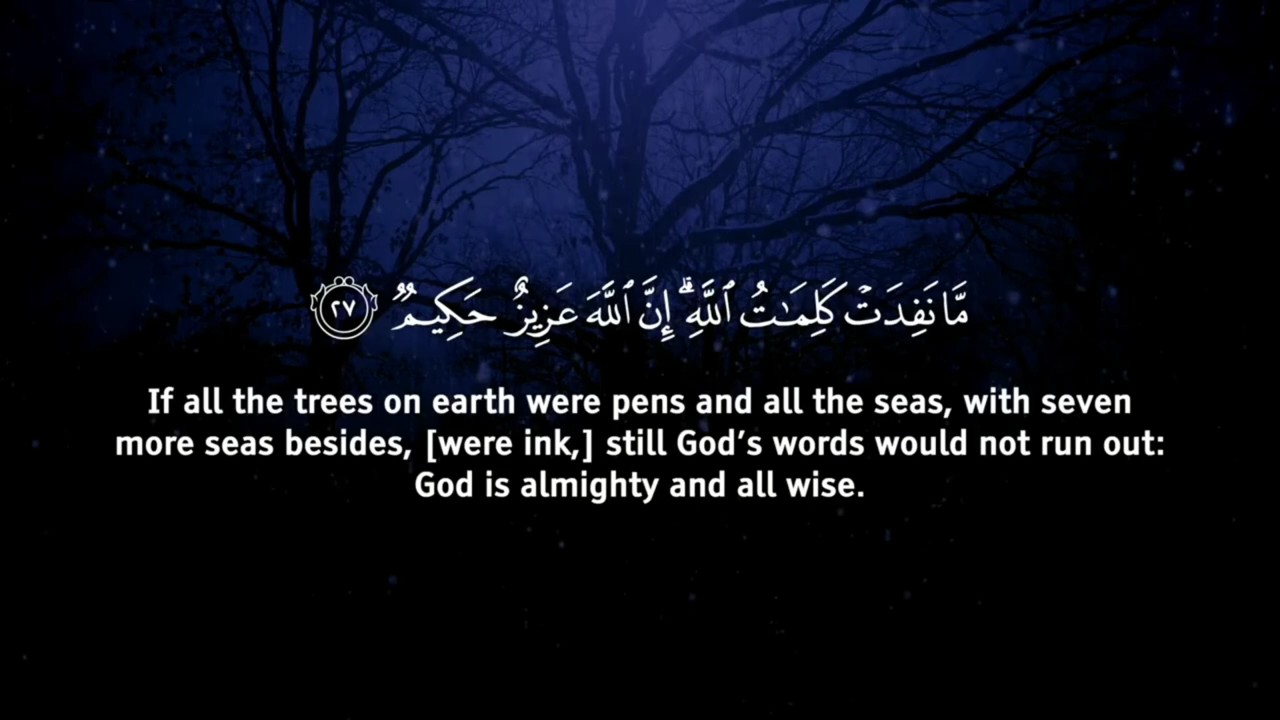 مَّا نَفِدَتْ كَلِمَـٰتُ ٱللَّهِ ۗ إِنَّ ٱللَّهَ عَزِيزٌ حَكِيمٌ ٢٧
If all the trees on earth were pens and all the seas, with seven
more seas besides, [were ink,] still God’s words would not run out:
God is almighty and all wise.